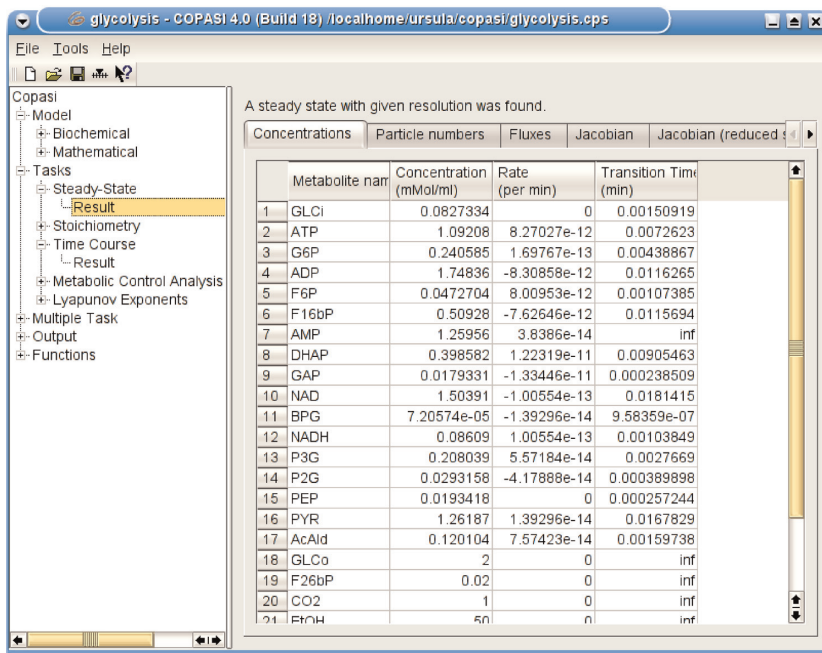 glycolysis - COPASI 4.0 (Build 18) /localhome/ursula/copasi/glycolysis.cps
File Tools Help
Copasi
Model
Biochemical
Mathematical
Tasks
Steady-State
Result
Stoichiometry
Time Course
Result
Metabolic Control Analysis
Lyapunov Exponents
Multiple Task
Output
Functions
A steady state with given resolution was found.
Concentrations Particle numbers Fluxes Jacobian Jacobian (reduced s
Metabolite nam Concentration (mMol/ml) Rate (per min) Transition Time (min)
1 GLCi 0.0827334 0 0.00150919
2 ATP 1.09208 8.27027e-12 0.0072623
3 G6P 0.240585 1.69767e-13 0.00438867
4 ADP 1.74836 -8.30858e-12 0.0116265
5 F6P 0.0472704 8.00953e-12 0.00107385
6 F16bP 0.50928 -7.62646e-12 0.0115694
7 AMP 1.25956 3.8386e-14 inf
8 DHAP 0.398582 1.22319e-11 0.00905463
9 GAP 0.0179331 -1.33446e-11 0.000238509
10 NAD 1.50391 -1.00554e-13 0.0181415
11 BPG 7.20574e-05 -1.39296e-14 9.58359e-07
12 NADH 0.08609 1.00554e-13 0.00103849
13 P3G 0.208039 5.57184e-14 0.0027669
14 P2G 0.0293158 -4.17888e-14 0.000389898
15 PEP 0.0193418 0 0.000257244
16 PYR 1.26187 1.39296e-14 0.0167829
17 AcAld 0.120104 7.57423e-14 0.00159738
18 GLCo 2 0 inf
19 F26bP 0.02 0 inf
20 CO2 1 0 inf
21 EtOH 50 0 inf